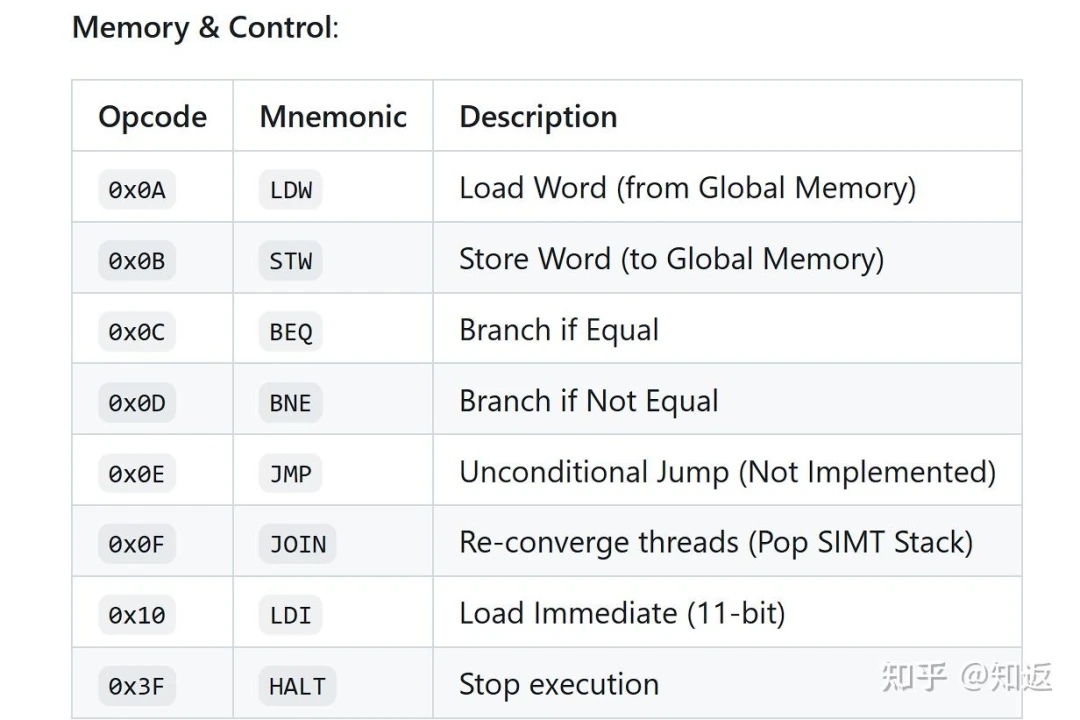 Memory & Control:
Opcode Mnemonic Description
0x0A LDW Load Word (from Global Memory)
0x0B STW Store Word (to Global Memory)
0x0C BEQ Branch if Equal
0x0D BNE Branch if Not Equal
0x0E JMP Unconditional Jump (Not Implemented)
0x0F JOIN Re-converge threads (Pop SIMT Stack)
0x10 LDI Load Immediate (11-bit)
0x3F HALT Stop execution
知乎 @知返